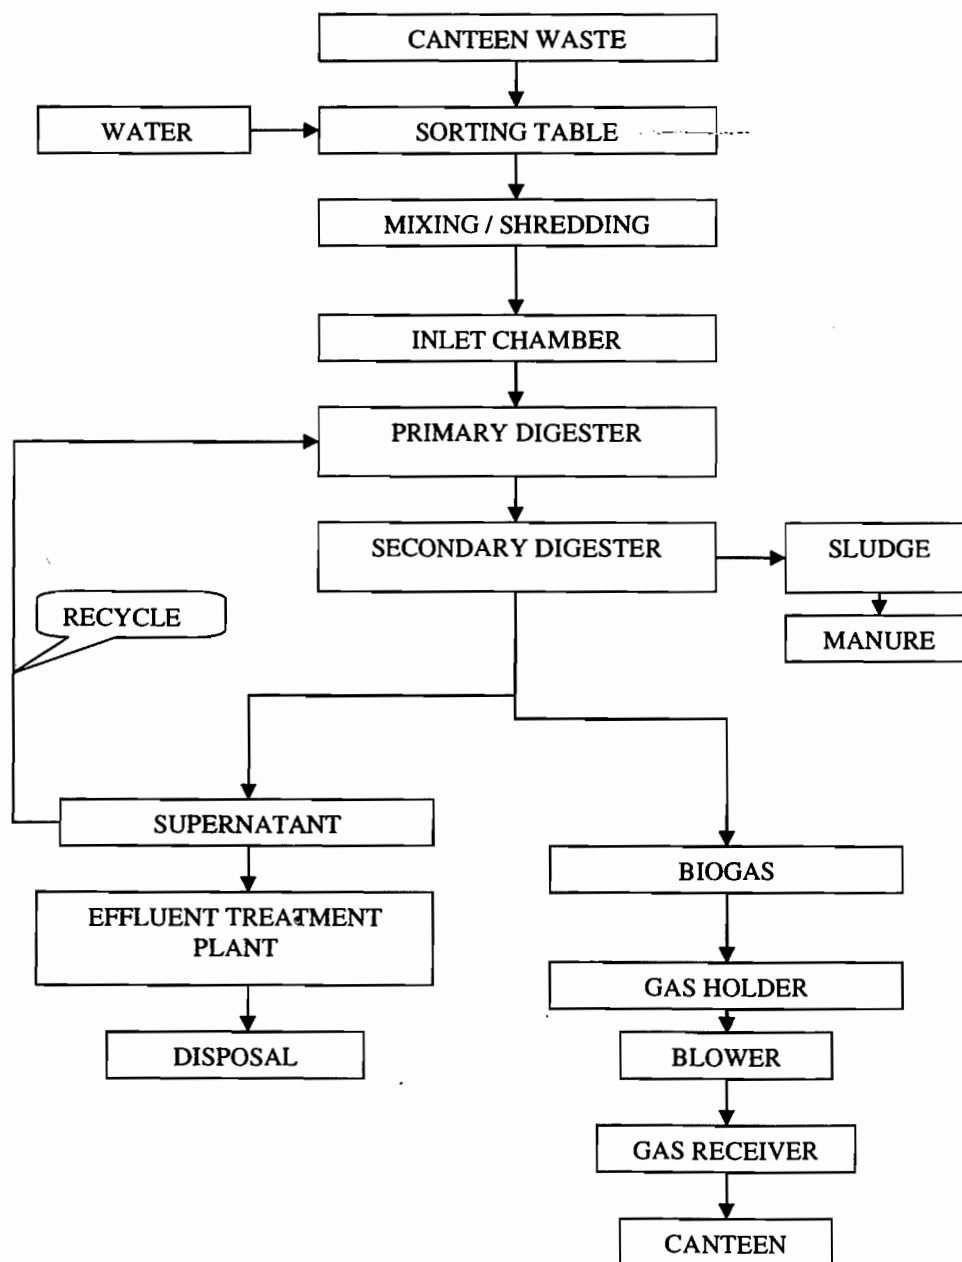 CANTEEN WASTE
WATER
SORTING TABLE
MIXING / SHREDDING
INLET CHAMBER
PRIMARY DIGESTER
SECONDARY DIGESTER
SLUDGE
RECYCLE
MANURE
SUPERNATANT
BIOGAS
EFFLUENT TREATMENT
PLANT
GAS HOLDER
DISPOSAL
BLOWER
GAS RECEIVER
CANTEEN